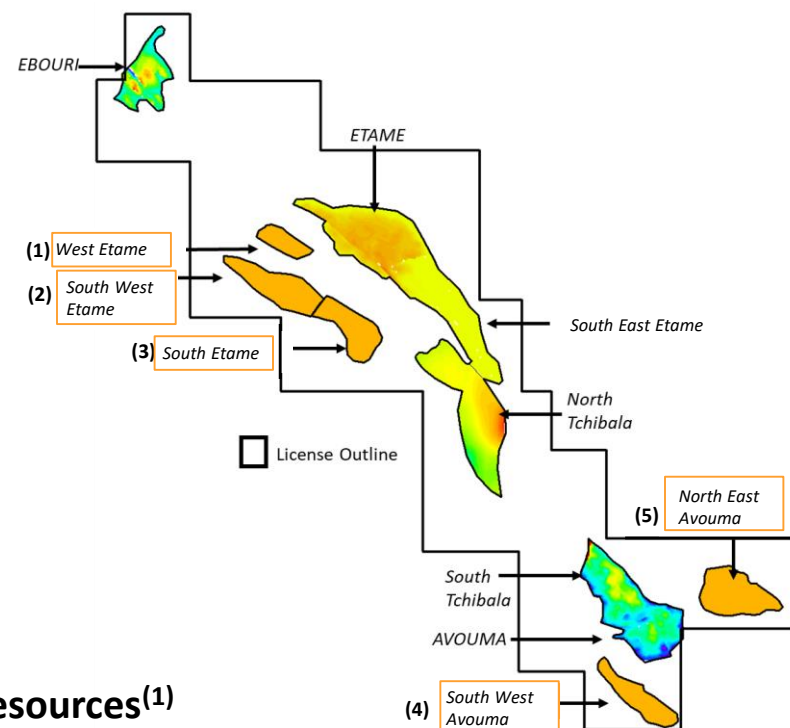 EBOURI
ETAME
(1) West Etame
(2) South West
Etame
South East Etame
(3) South Etame
North
Tchibala
License Outline
North East
(5) Avouma
South
Tchibala
AVOUMA
(4) South West
Avouma
esources(1)